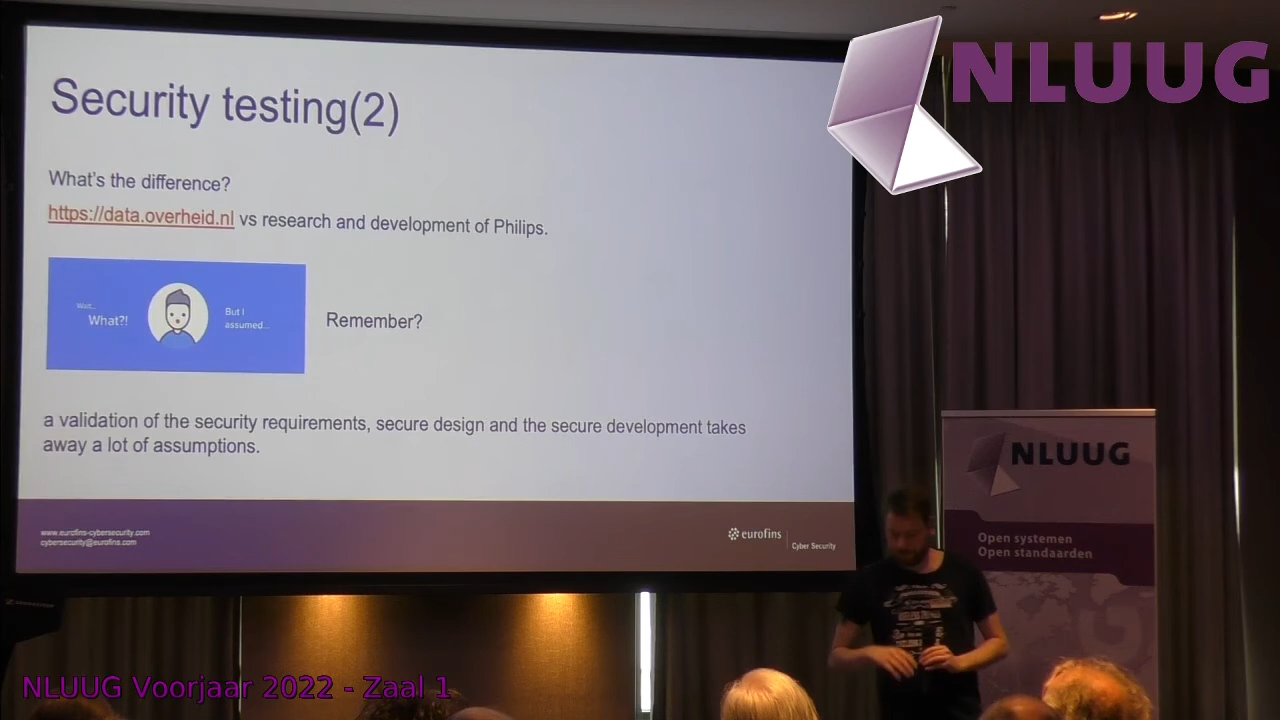 Security testing(2)
What's the difference?
https://data.overheid.nl vs research and development of Philips.
Wait...
What?!
But I
assumed...
Remember?
a validation of the security requirements, secure design and the secure development takes
away a lot of assumptions.
www.eurofins-cybersecurity.com
cybersecurity@eurofins.com
eurofins
Cyber Security
NLUUG
NLUUG
Open systemen
Open standaarden
NLUUG Voorjaar 2022 - Zaal 1